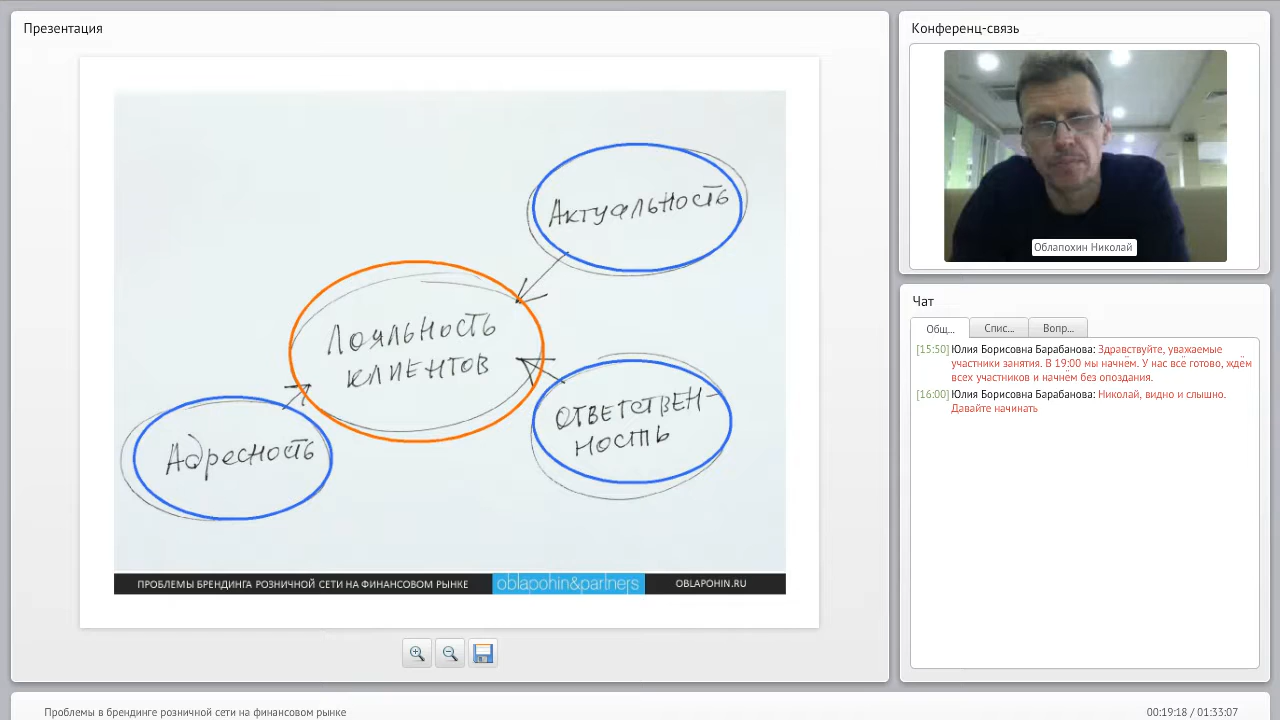 Презентация
Актуальность
Лояльность
клиентов
Ответствен-
ность
Адресность
ПРОБЛЕМЫ БРЕНДИНГА РОЗНИЧНОЙ СЕТИ НА ФИНАНСОВОМ РЫНКЕ
oblapohin&partners
OBLAPOHIN.RU
Конференц-связь
Облапохин Николай
Чат
Общ...
Спис...
Вопр...
[15:50] Юлия Борисовна Барабанова: Здравствуйте, уважаемые
участники занятия. В 19:00 мы начнём. У нас всё готово, ждём
всех участников и начнём без опоздания.
[16:00] Юлия Борисовна Барабанова: Николай, видно и слышно.
Давайте начинать
Проблемы в брендинге розничной сети на финансовом рынке
00:19:18 / 01:33:07